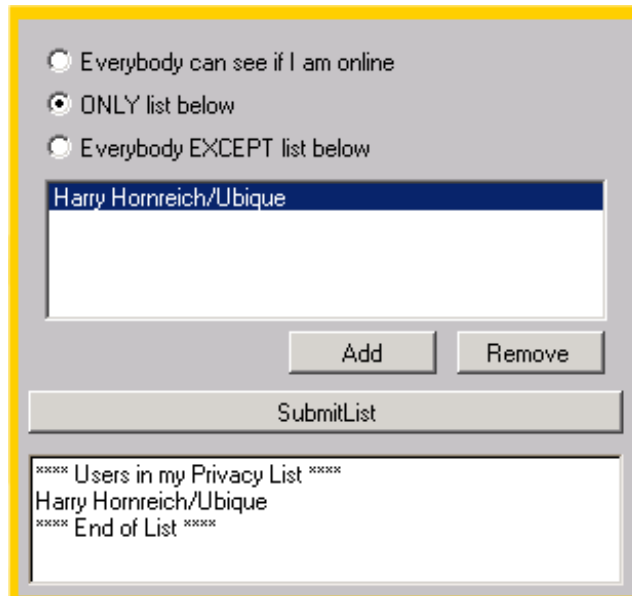 Everybody can see if I am online
ONLY list below
Everybody EXCEPT list below
Harry Hornreich/Ubique
Add Remove
SubmitList
**** Users in my Privacy List ****
Harry Hornreich/Ubique
**** End of List ****